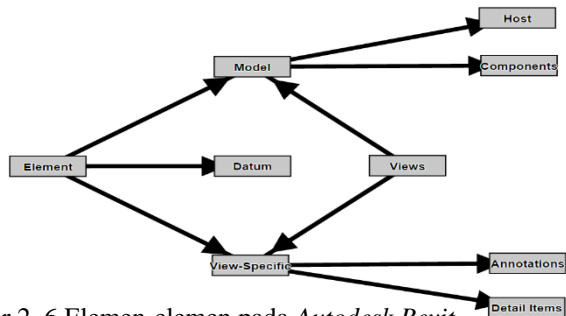 Host
Model
Components
Element
Datum
Views
View-Specific
Annotations
Detail Items
r 2. 6 Elemen-elemen pada Autodesk Revit